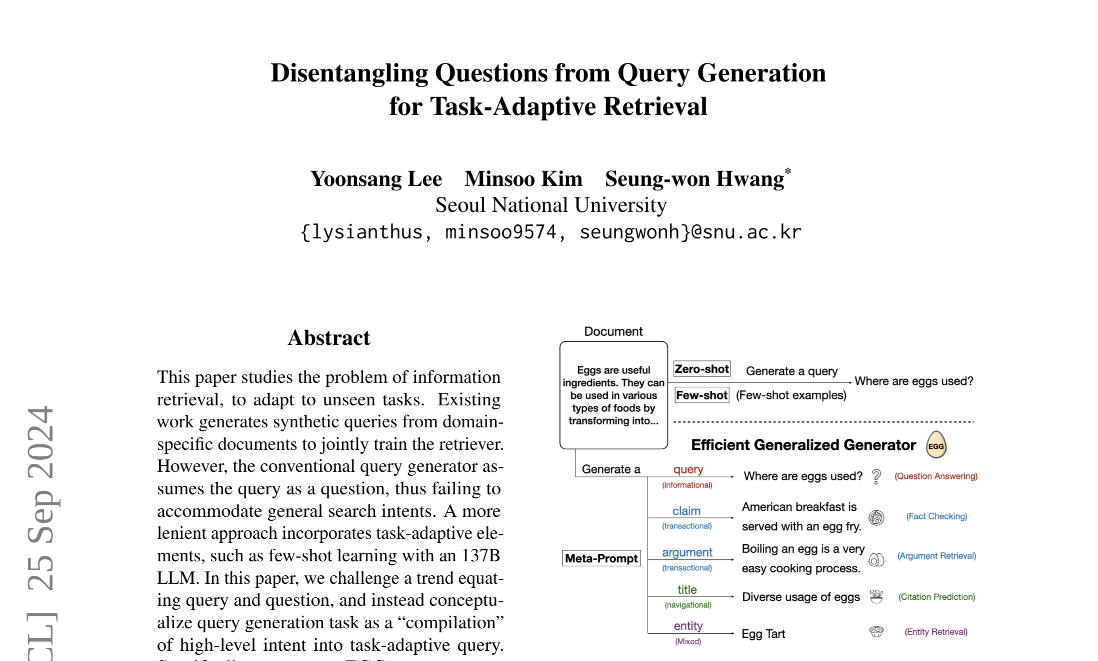 Disentangling Questions from Query Generation
for Task-Adaptive Retrieval
Yoonsang Lee Minsoo Kim Seung-won Hwang*
Seoul National University
{lysianthus, minsoo9574, seungwonh}@snu.ac.kr
CL] 25 Sep 2024
Abstract
This paper studies the problem of information
retrieval, to adapt to unseen tasks. Existing
work generates synthetic queries from domain-
specific documents to jointly train the retriever.
However, the conventional query generator as-
sumes the query as a question, thus failing to
accommodate general search intents. A more
lenient approach incorporates task-adaptive ele-
ments, such as few-shot learning with an 137B
LLM. In this paper, we challenge a trend equat-
ing query and question, and instead conceptu-
alize query generation task as a “compilation”
of high-level intent into task-adaptive query.
Document
Eggs are useful
ingredients. They can
be used in various
types of foods by
transforming into...
Zero-shot Generate a query
Few-shot (Few-shot examples)
Where are eggs used?
Efficient Generalized Generator EGG
Generate a
Meta-Prompt
query
(informational)
Where are eggs used?
(Question Answering)
claim
(transactional)
American breakfast is
served with an egg fry.
(Fact Checking)
argument
(transactional)
Boiling an egg is a very
easy cooking process.
(Argument Retrieval)
title
(navigational)
Diverse usage of eggs
(Citation Prediction)
entity
(Mixed)
Egg Tart
(Entity Retrieval)